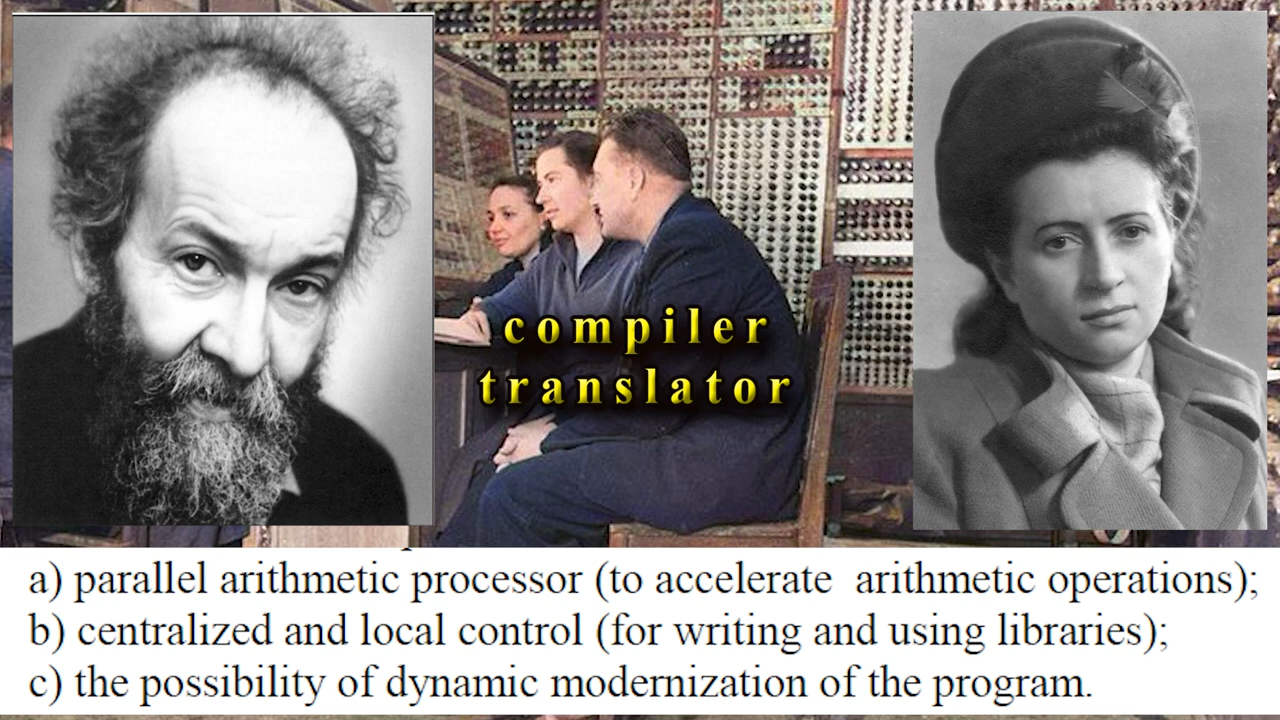 compiler
translator
a) parallel arithmetic processor (to accelerate arithmetic operations);
b) centralized and local control (for writing and using libraries);
c) the possibility of dynamic modernization of the program.